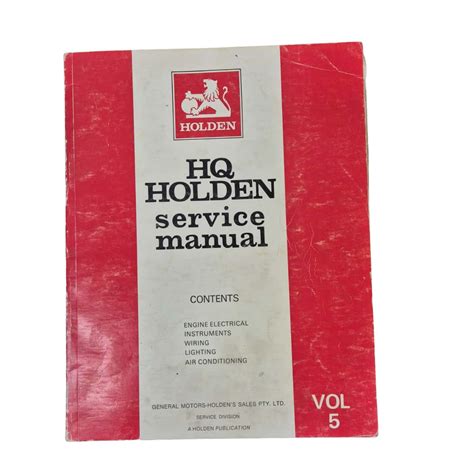 HOLDEN
HQ
HOLDEN
service
manual
CONTENTS
ENGINE ELECTRICAL
INSTRUMENTS
WIRING
LIGHTING
AIR CONDITIONING
GENERAL MOTORS-HOLDEN'S SALES PTY. LTD.
SERVICE DIVISION
A HOLDEN PUBLICATION
VOL
5